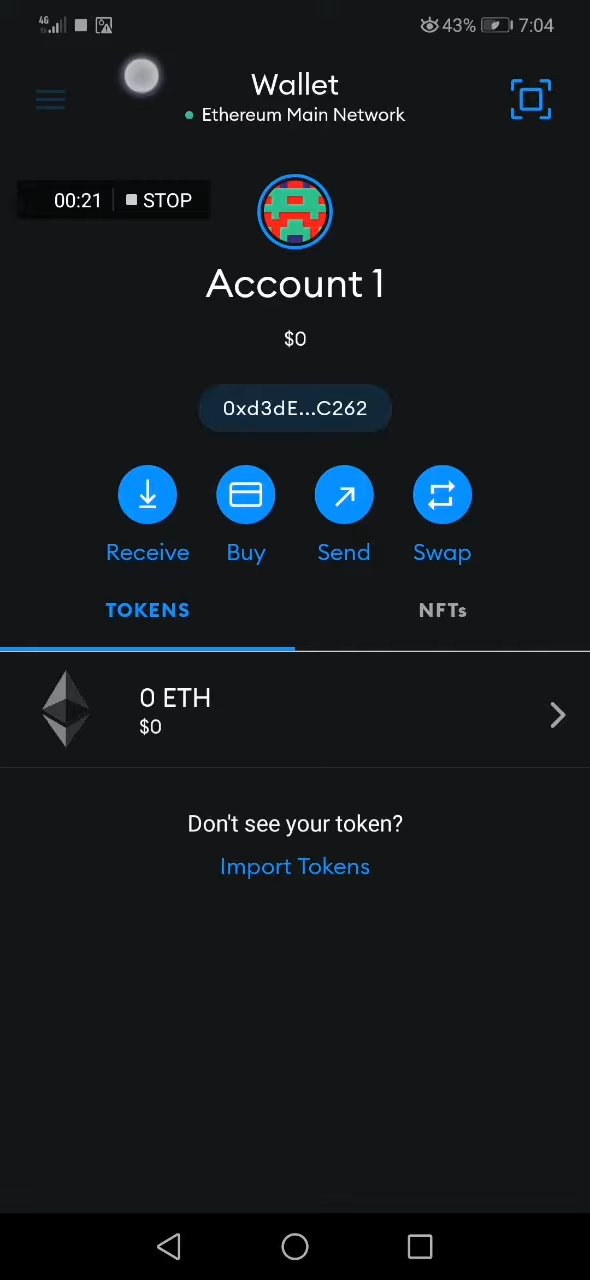 4G 43% 7:04
Wallet
Ethereum Main Network
00:21 STOP
Account 1
$0
0xd3dE...C262
Receive Buy Send Swap
TOKENS NFTs
0 ETH
$0
Don't see your token?
Import Tokens